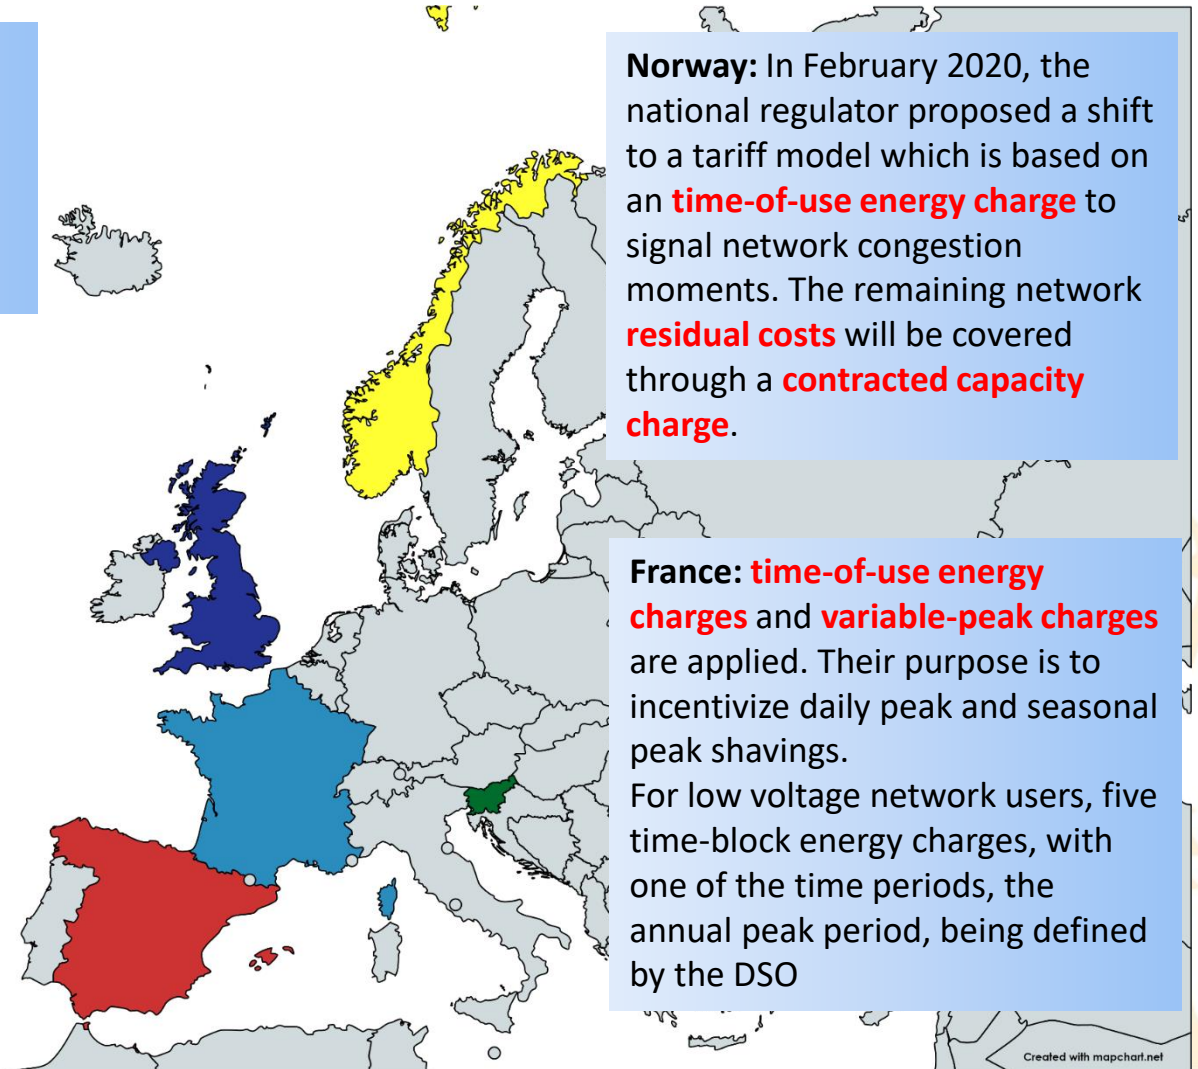 Norway: In February 2020, the
national regulator proposed a shift
to a tariff model which is based on
an time-of-use energy charge to
signal network congestion
moments. The remaining network
residual costs will be covered
through a contracted capacity
charge.
France: time-of-use energy
charges and variable-peak charges
are applied. Their purpose is to
incentivize daily peak and seasonal
peak shavings.
For low voltage network users, five
time-block energy charges, with
one of the time periods, the
annual peak period, being defined
by the DSO
Created with mapchart.net